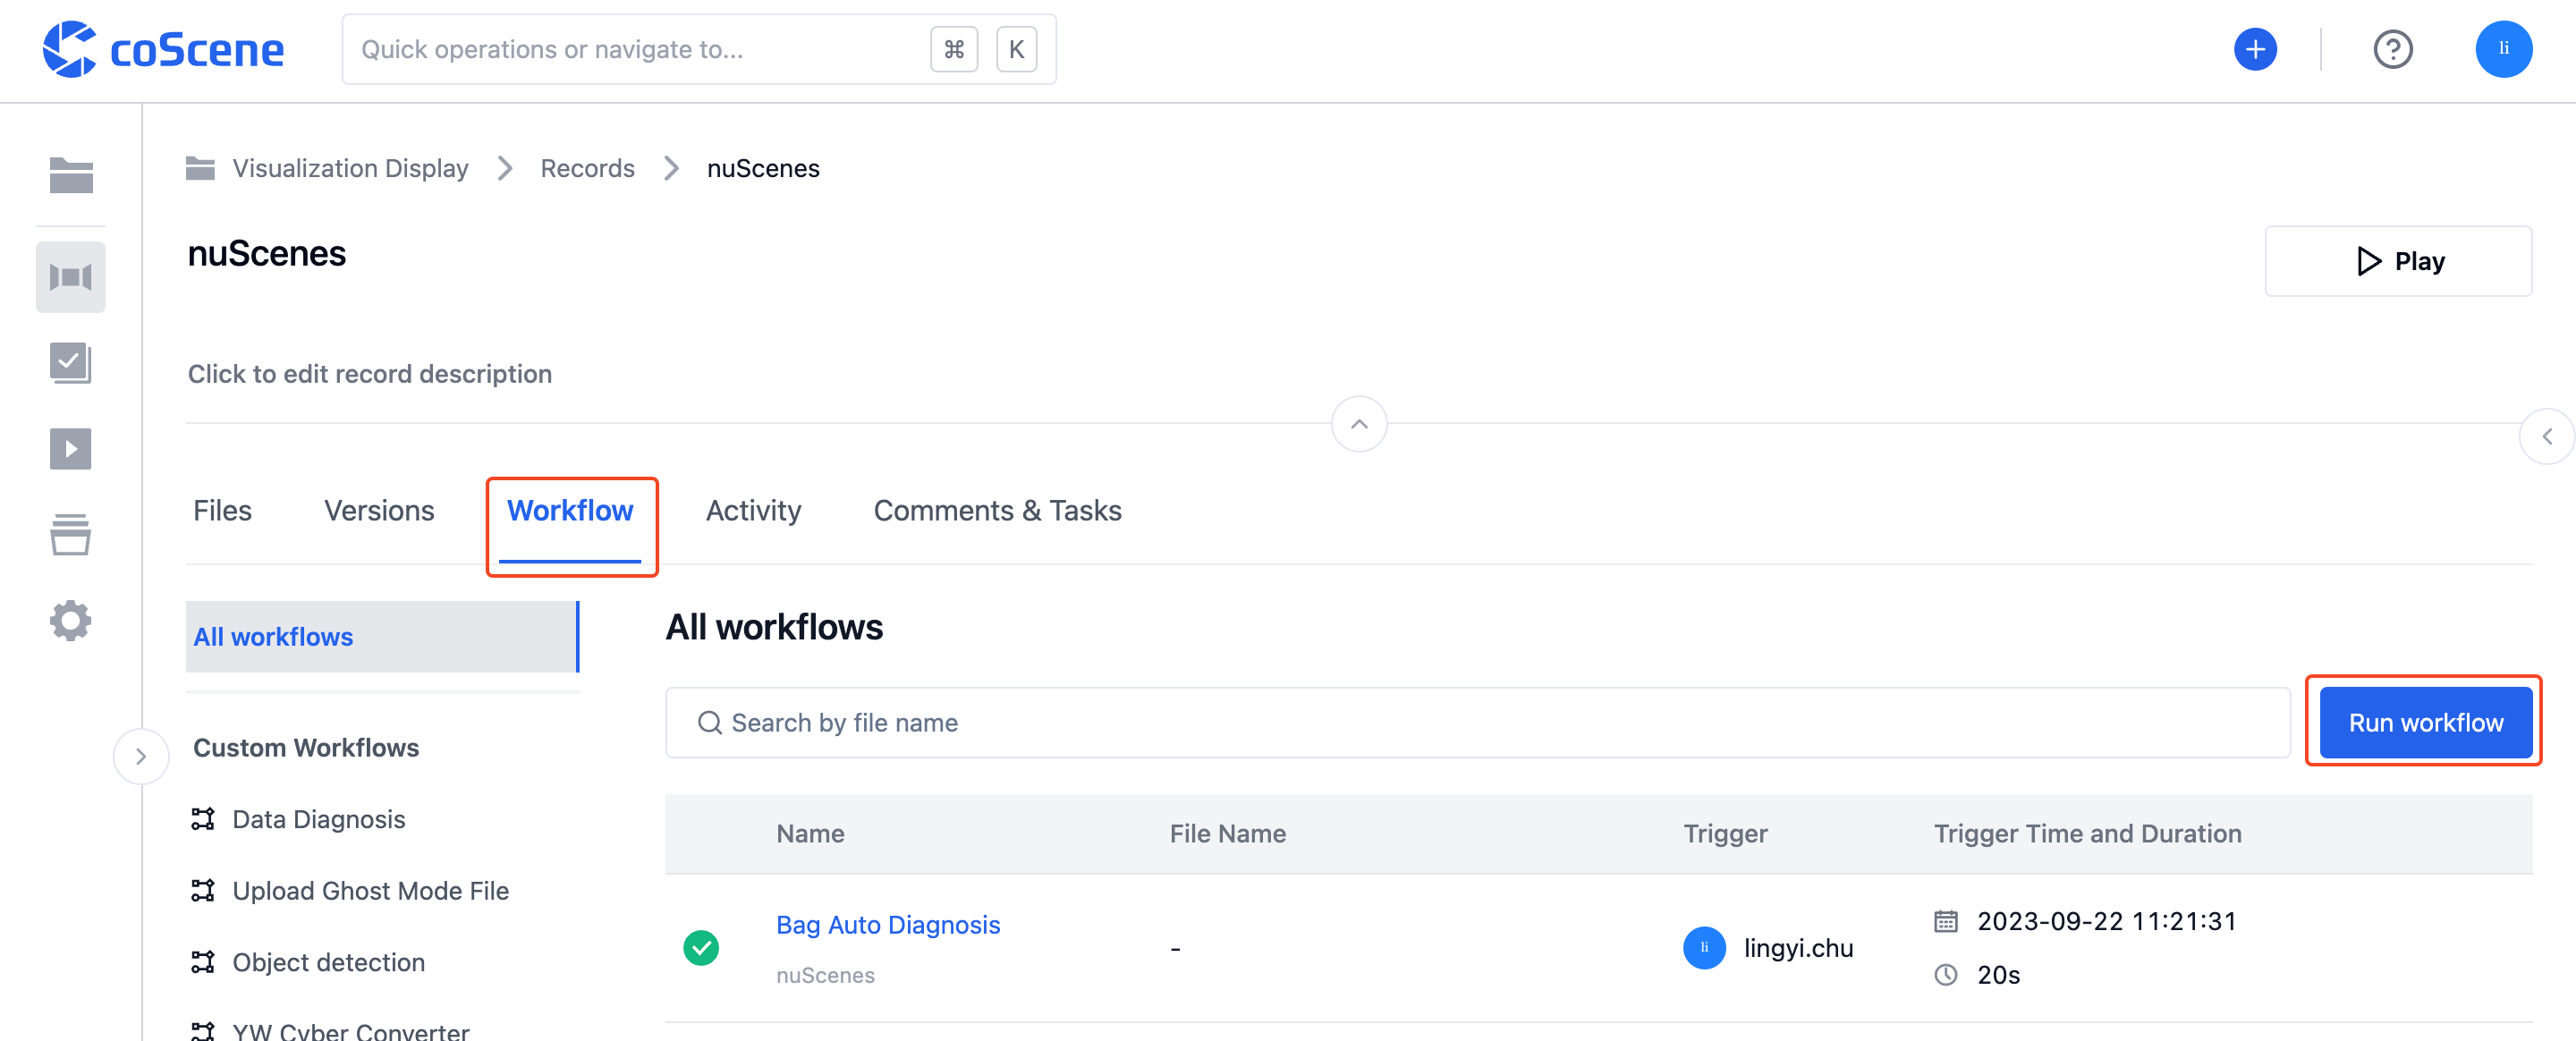 coScene
Quick operations or navigate to...
⌘ K
li
Visualization Display > Records > nuScenes
nuScenes
Play
Click to edit record description
Files Versions Workflow Activity Comments & Tasks
All workflows
All workflows
Search by file name
Run workflow
Custom Workflows
Data Diagnosis
Upload Ghost Mode File
Object detection
YW Cyber Converter
Name File Name Trigger Trigger Time and Duration
Bag Auto Diagnosis
nuScenes
-
li lingyi.chu
2023-09-22 11:21:31
20s